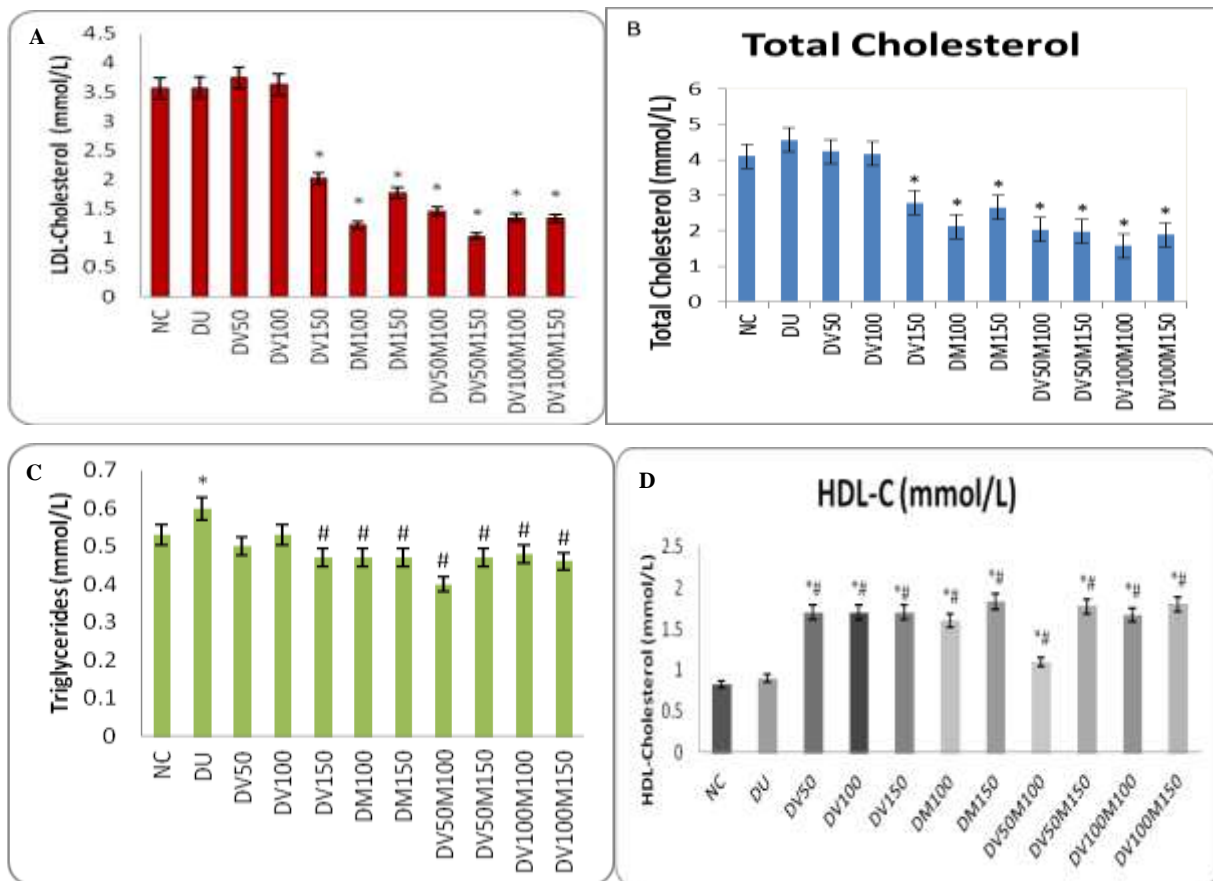 A
LDL-Cholesterol (mmol/L)
4.5
4
3.5
3
2.5
2
1.5
1
0.5
0
* * * * * * *
NC DU DV50 DV100 DV150 DM100 DM150 DV50M100 DV50M150 DV100M100 DV100M150
B
Total Cholesterol
Total Cholesterol (mmol/L)
6
5
4
3
2
1
0
* * * * * * *
NC DU DV50 DV100 DV150 DM100 DM150 DV50M100 DV50M150 DV100M100 DV100M150
C
Triglycerides (mmol/L)
0.7
0.6
0.5
0.4
0.3
0.2
0.1
0
* # # # # # # #
NC DU DV50 DV100 DV150 DM100 DM150 DV50M100 DV50M150 DV100M100 DV100M150
D
HDL-C (mmol/L)
HDL-Cholesterol (mmol/L)
2.5
2
1.5
1
0.5
0
*# *# *# *# *# *# *# *# *#
NC DU DV50 DV100 DV150 DM100 DM150 DV50M100 DV50M150 DV100M100 DV100M150